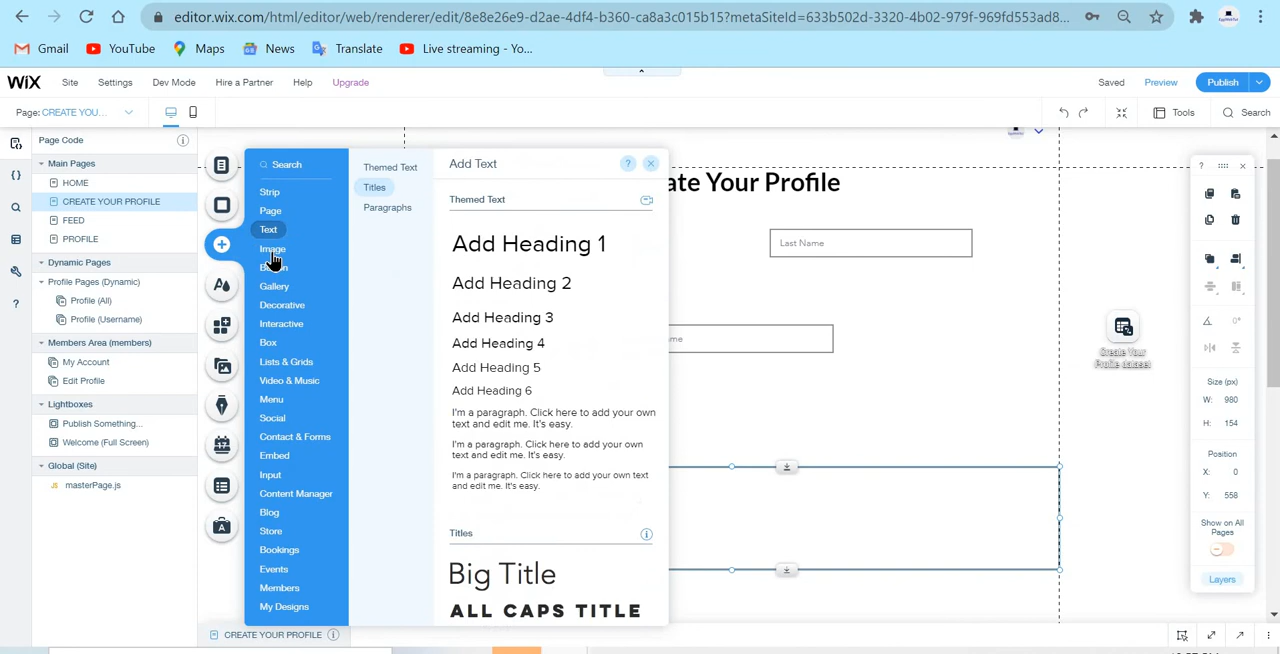 editor.wix.com/html/editor/web/renderer/edit/8e8e26e9-d2ae-4df4-b360-ca8a3c015b15?metaSiteId=633b502d-3320-4b02-979f-969fd553ad8...
Gmail YouTube Maps News Translate Live streaming - Yo...
WiX Site Settings Dev Mode Hire a Partner Help Upgrade Saved Preview Publish
Page: CREATE YOU... Tools Search
Page Code
Main Pages
HOME
CREATE YOUR PROFILE
FEED
PROFILE
Dynamic Pages
Profile Pages (Dynamic)
Profile (All)
Profile (Username)
Members Area (members)
My Account
Edit Profile
Lightboxes
Publish Something...
Welcome (Full Screen)
Global (Site)
masterPage.js
Search
Strip
Page
Text
Image
Gallery
Decorative
Interactive
Box
Lists & Grids
Video & Music
Menu
Social
Contact & Forms
Embed
Input
Content Manager
Blog
Store
Bookings
Events
Members
My Designs
Themed Text
Titles
Paragraphs
Add Text
?
Themed Text
Add Heading 1
Add Heading 2
Add Heading 3
Add Heading 4
Add Heading 5
Add Heading 6
I'm a paragraph. Click here to add your own
text and edit me. It's easy.
I'm a paragraph. Click here to add your own
text and edit me. It's easy.
I'm a paragraph. Click here to add your own text
and edit me. It's easy.
Titles
Big Title
ALL CAPS TITLE
ate Your Profile
Last Name
me
Create Your
Profile dataset
?
0°
Size (px)
W: 980
H: 154
Position
X: 0
Y: 558
Show on All
Pages
Layers
CREATE YOUR PROFILE